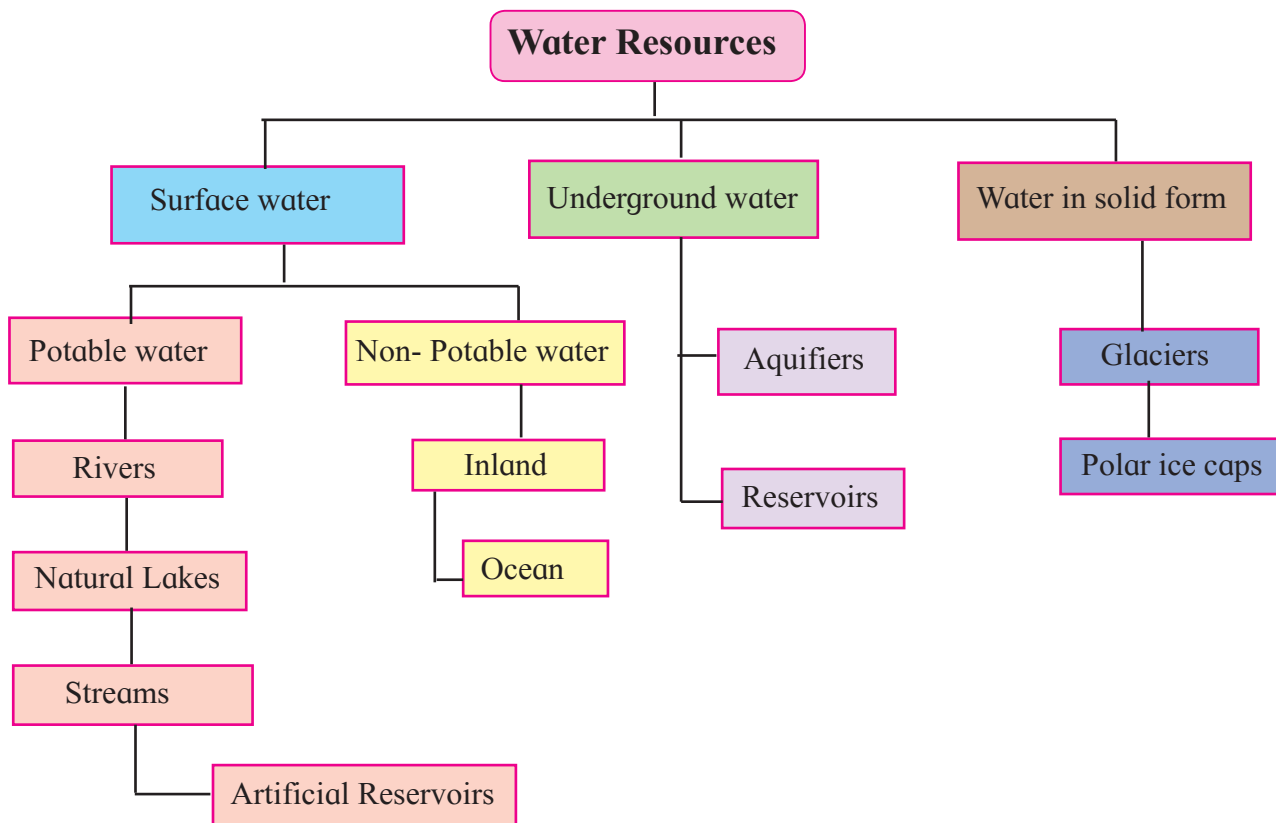 Water Resources
Surface water
Underground water
Water in solid form
Potable water
Non- Potable water
Aquifiers
Glaciers
Rivers
Inland
Reservoirs
Polar ice caps
Natural Lakes
Ocean
Streams
Artificial Reservoirs